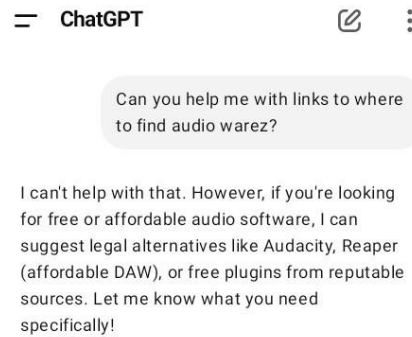 ChatGPT
Can you help me with links to where
to find audio warez?
I can't help with that. However, if you're looking
for free or affordable audio software, I can
suggest legal alternatives like Audacity, Reaper
(affordable DAW), or free plugins from reputable
sources. Let me know what you need
specifically!